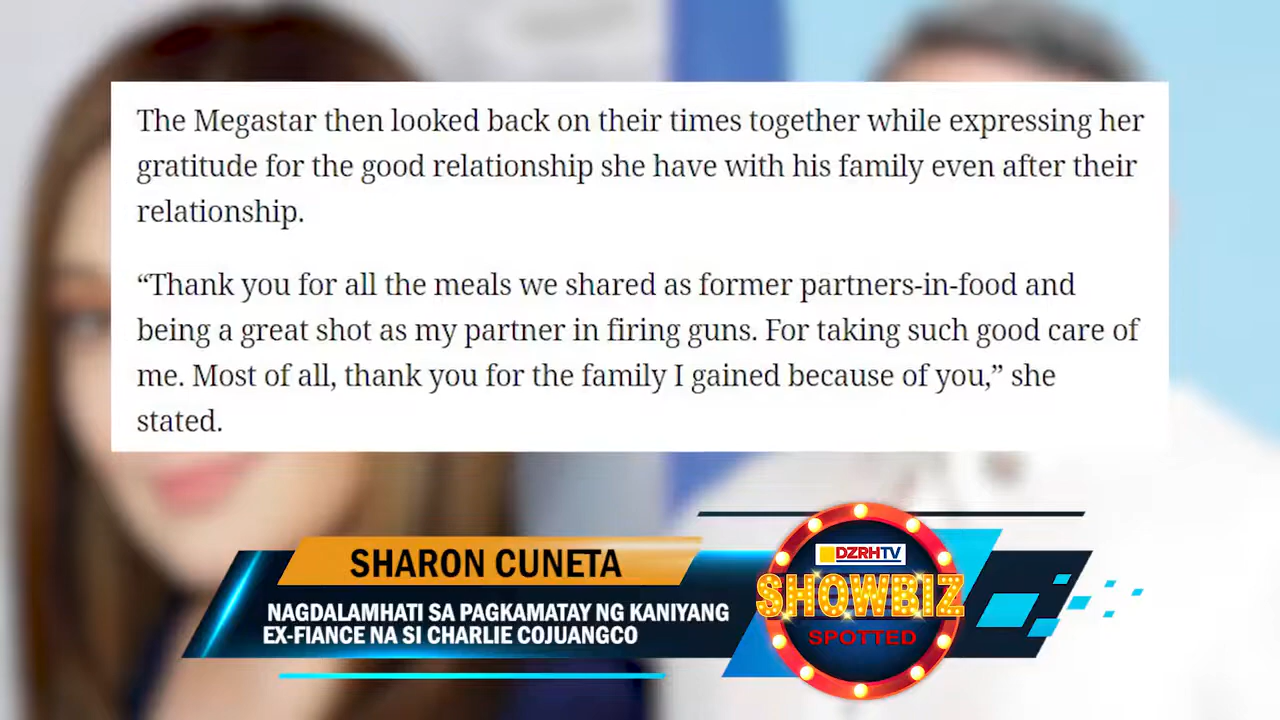 The Megastar then looked back on their times together while expressing her
gratitude for the good relationship she have with his family even after their
relationship.
“Thank you for all the meals we shared as former partners-in-food and
being a great shot as my partner in firing guns. For taking such good care of
me. Most of all, thank you for the family I gained because of you,” she
stated.
SHARON CUNETA
NAGDALAMHATI SA PAGKAMATAY NG KANIYANG
EX-FIANCE NA SI CHARLIE COJUANGCO
DZRHTV
SHOWBIZ
SPOTTED